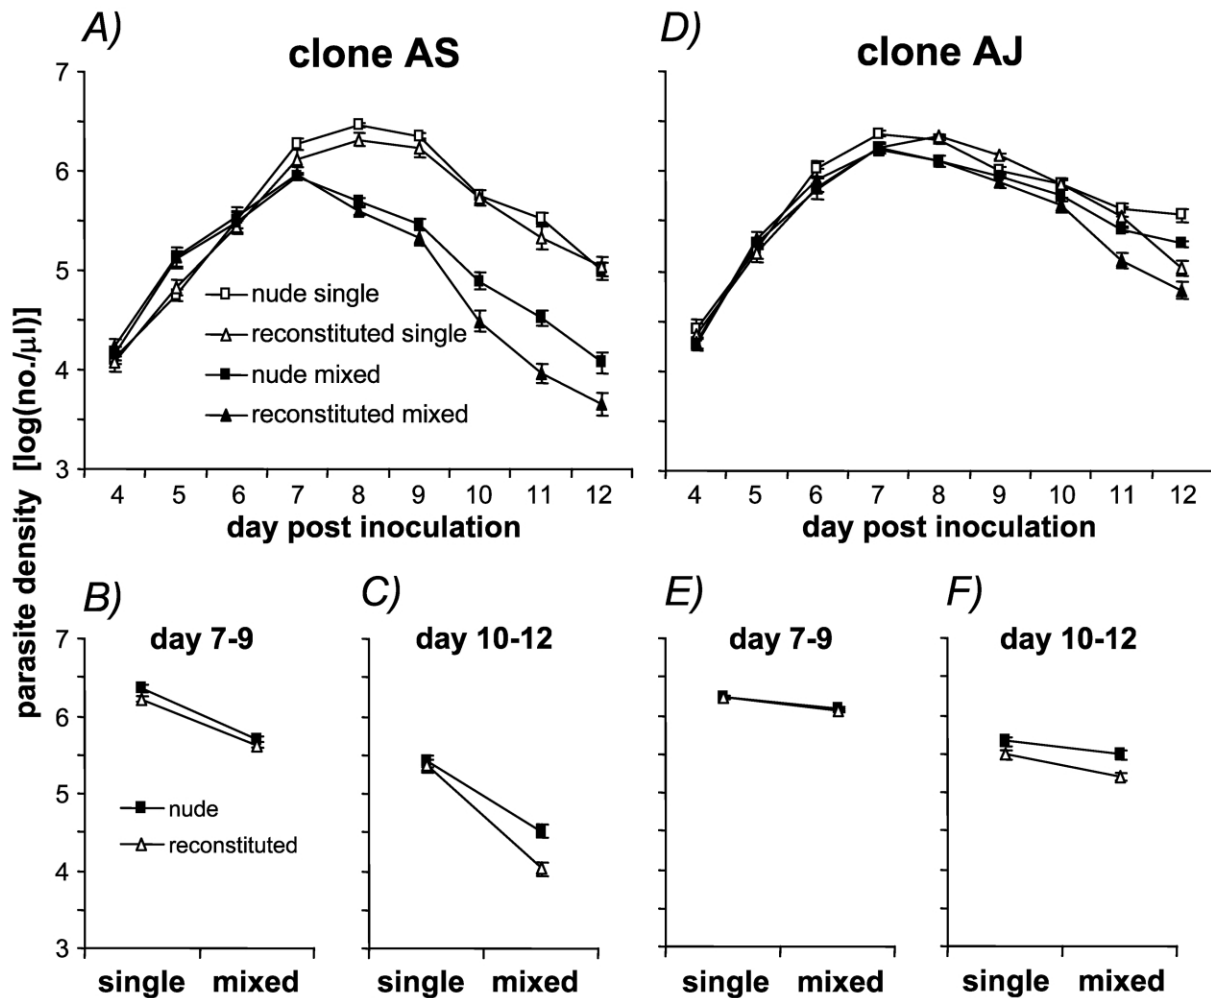 A)
clone AS
D)
clone AJ
parasite density [log(no./μl)]
7
6
5
4
3
nude single
reconstituted single
nude mixed
reconstituted mixed
4 5 6 7 8 9 10 11 12
day post inoculation
4 5 6 7 8 9 10 11 12
day post inoculation
B)
day 7-9
C)
day 10-12
E)
day 7-9
F)
day 10-12
7
6
5
4
3
nude
reconstituted
single mixed
single mixed
single mixed
single mixed